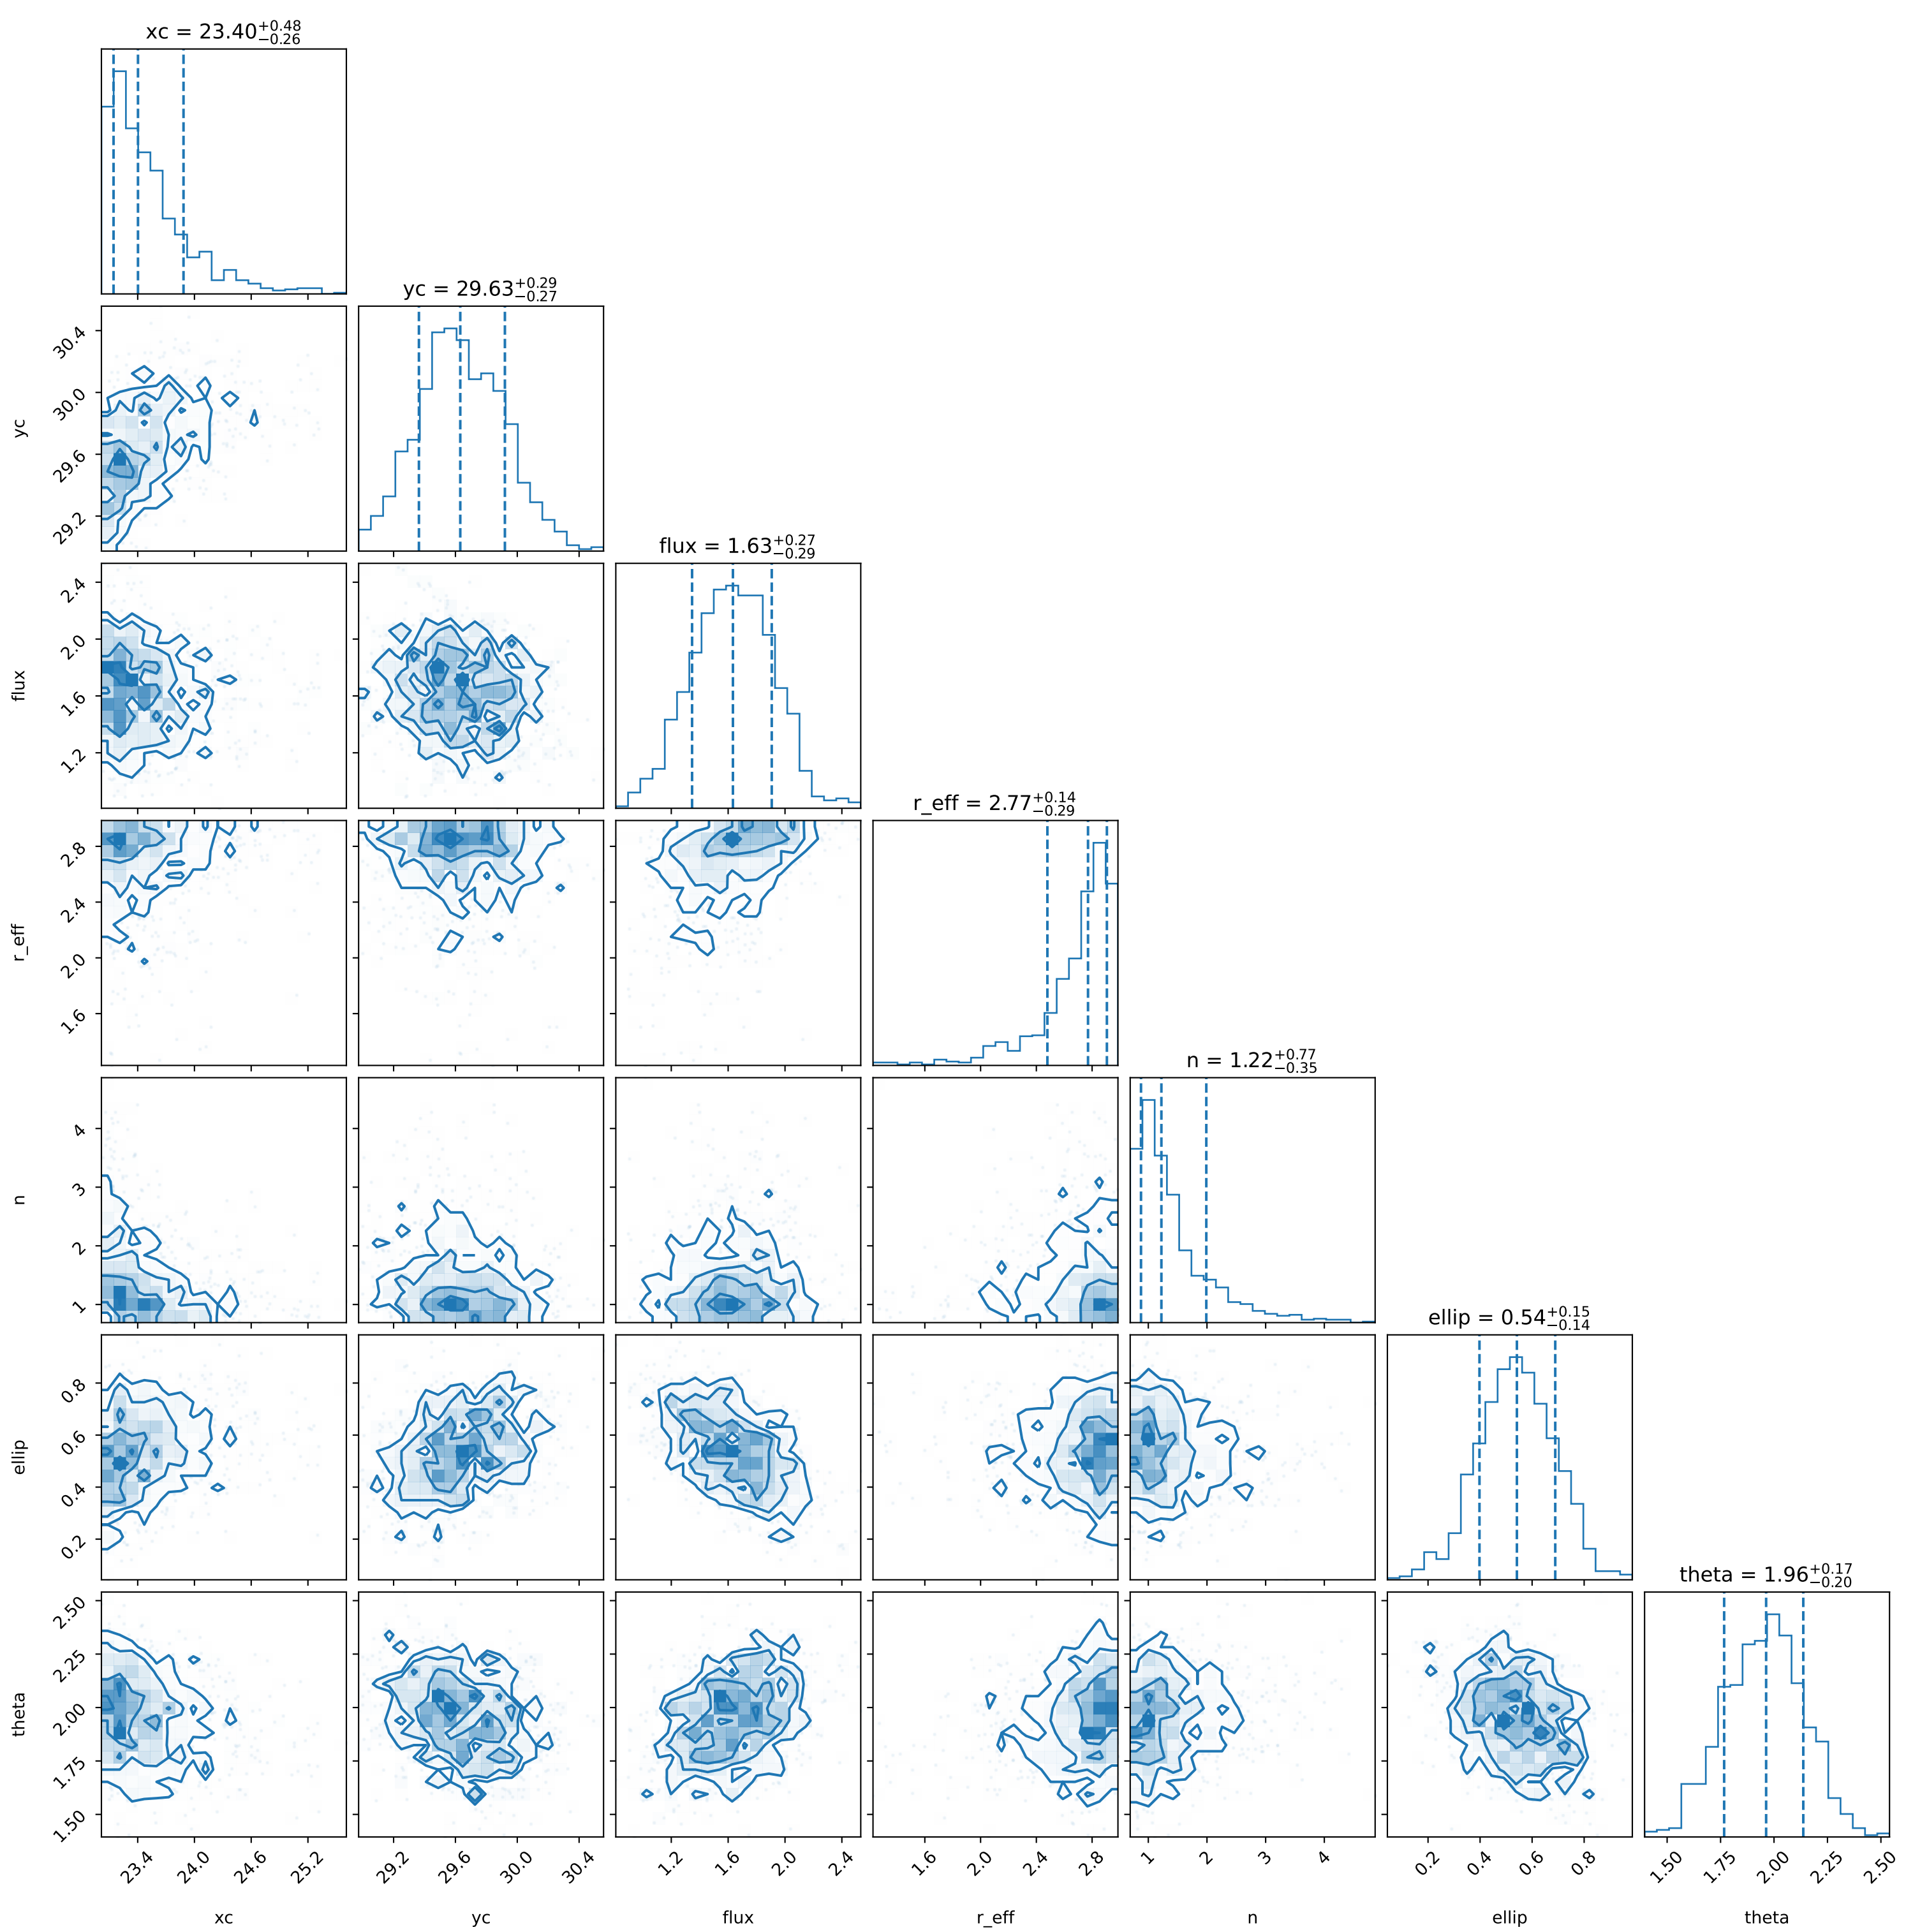 xc = 23.40+0.48−0.26
yc = 29.63+0.29−0.27
30.4
30.0
29.6
29.2
yc
flux = 1.63+0.27−0.29
2.4
2.0
1.6
1.2
flux
r_eff = 2.77+0.14−0.29
2.8
2.4
2.0
1.6
r_eff
n = 1.22+0.77−0.35
4
3
2
1
n
ellip = 0.54+0.15−0.14
0.8
0.6
0.4
0.2
ellip
theta = 1.96+0.17−0.20
2.50
2.25
2.00
1.75
1.50
theta
23.4 24.0 24.6 25.2 29.2 29.6 30.0 30.4 1.2 1.6 2.0 2.4 1.6 2.0 2.4 2.8 1 2 3 4 0.2 0.4 0.6 0.8 1.50 1.75 2.00 2.25 2.50
xc yc flux r_eff n ellip theta